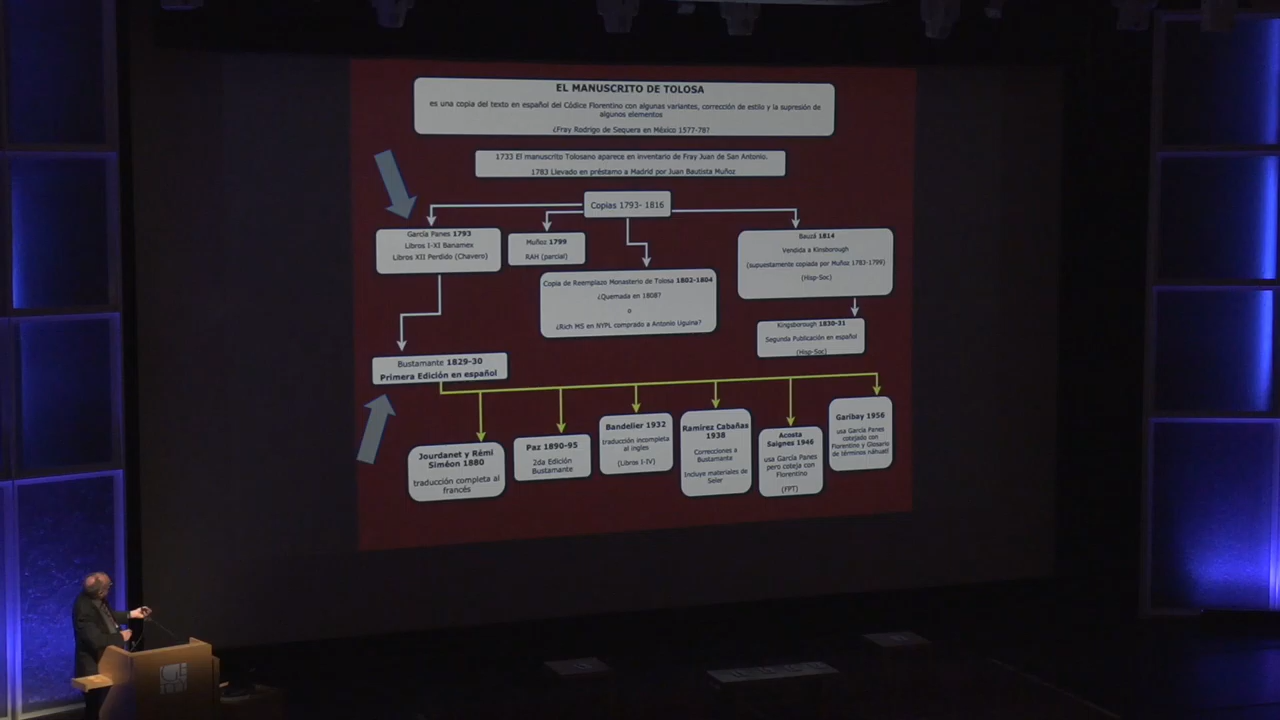 EL MANUSCRITO DE TOLOSA
es una copia del texto en español del Códice Florentino con algunas variantes, corrección de estilo y la supresión de
algunos elementos
¿Fray Rodrigo de Sequera en México 1577-78?
1733 El manuscrito Tolosano aparece en inventario de Fray Juan de San Antonio.
1783 Llevado en préstamo a Madrid por Juan Bautista Muñoz
Copias 1793- 1816
García Panes 1793
Libros I-XI Banamex
Libros XII Perdido (Chavero)
Muñoz 1799
RAH (parcial)
Copia de Reemplazo Monasterio de Tolosa 1802-1804
¿Quemada en 1808?
o
¿Rich MS en NYPL comprado a Antonio Uguina?
Bauzá 1814
Vendida a Kinsborough
(supuestamente copiada por Muñoz 1783-1799)
(Hisp-Soc)
Kingsborough 1830-31
Segunda Publicación en español
(Hisp-Soc)
Bustamante 1829-30
Primera Edición en español
Jourdanet y Rémi
Siméon 1880
traducción completa al
francés
Paz 1890-95
2da Edición
Bustamante
Bandelier 1932
traducción incompleta
al ingles
(Libros I-IV)
Ramírez Cabañas
1938
Correcciones a
Bustamante
Incluye materiales de
Seler
Acosta
Saignes 1946
usa García Panes
pero coteja con
Florentino
(FPT)
Garibay 1956
usa García Panes
cotejado con
Florentino y Glosario
de términos náhuatl